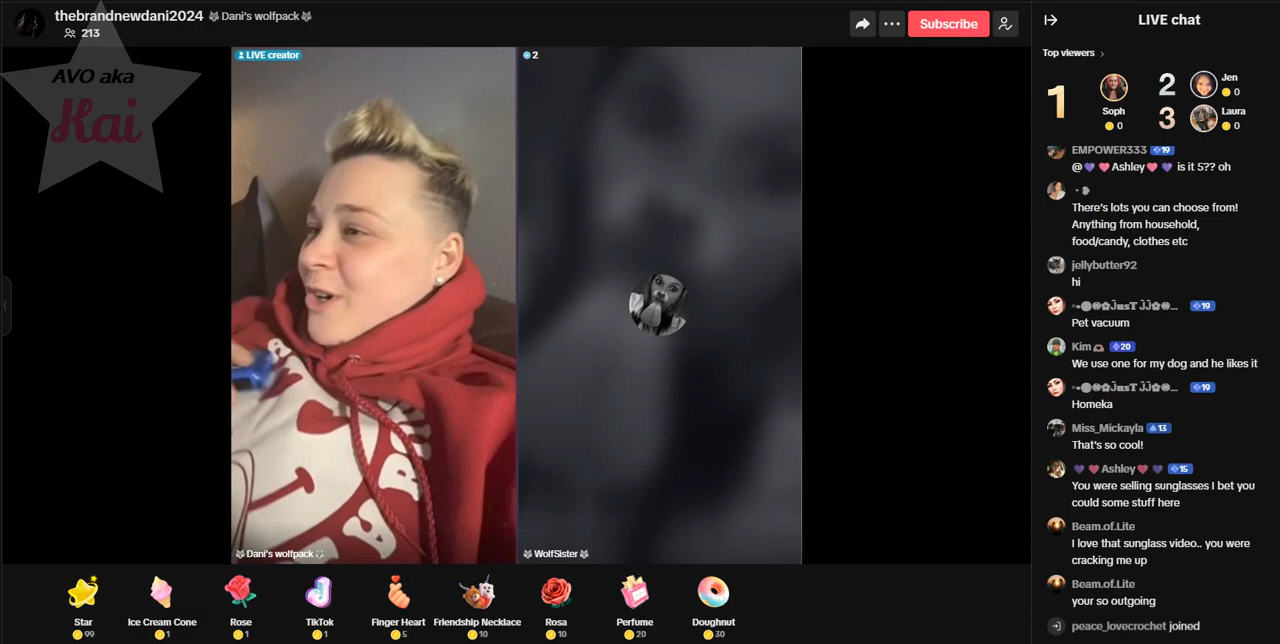 thebrandnewdani2024 🐺 Dani's wolfpack 🐺
213
Subscribe
AVO aka
Kai
LIVE creator
2
🐺 Dani's wolfpack 🐺
🐺 WolfSister 🐺
Star
99
Ice Cream Cone
1
Rose
1
TikTok
1
Finger Heart
5
Friendship Necklace
10
Rosa
10
Perfume
20
Doughnut
30
LIVE chat
Top viewers
1
Soph
0
2
Jen
0
3
Laura
0
EMPOWER333 19
@💜 ❤️Ashley❤️ 💜 is it 5?? oh
There's lots you can choose from!
Anything from household,
food/candy, clothes etc
jellybutter92
hi
19
Pet vacuum
Kim 20
We use one for my dog and he likes it
19
Homeka
Miss_Mickayla 13
That's so cool!
💜 ❤️Ashley❤️ 💜 15
You were selling sunglasses I bet you
could some stuff here
Beam.of.Lite
I love that sunglass video.. you were
cracking me up
Beam.of.Lite
your so outgoing
peace_lovecrochet joined